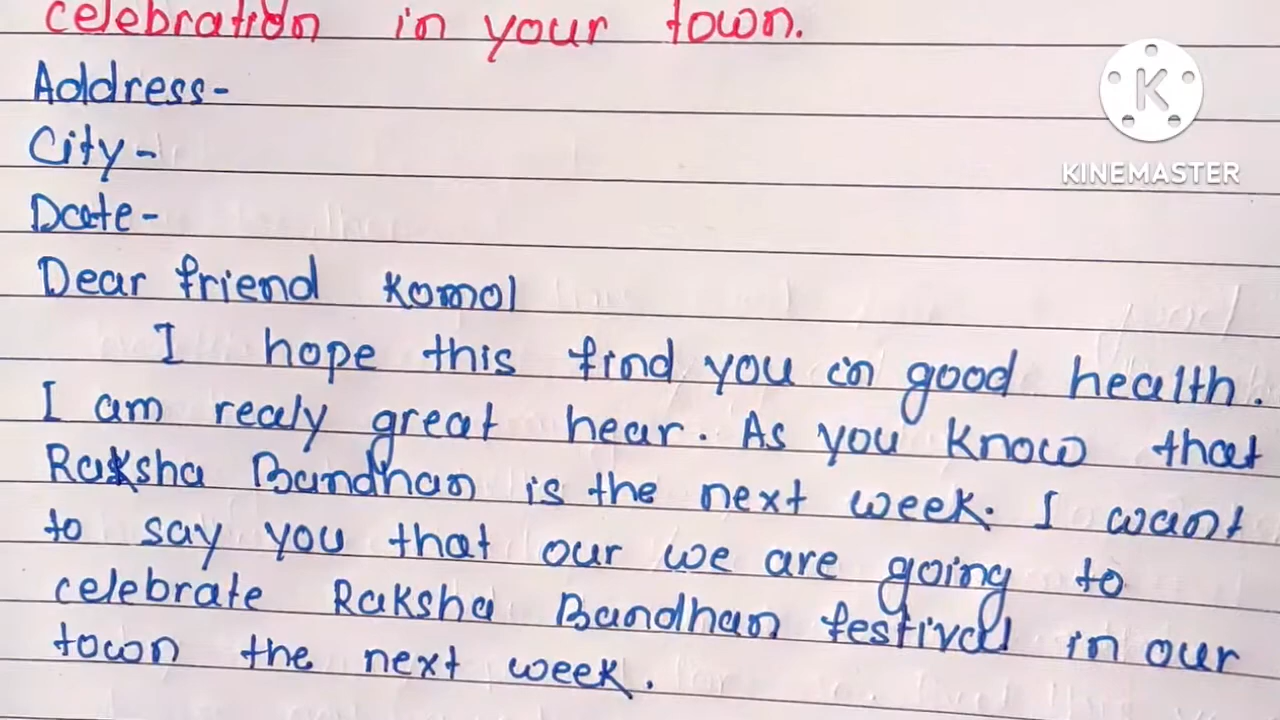 celebration in your town.
Address-
City-
Date-
Dear friend Komol
I hope this find you in good health.
I am realy great hear. As you know that
Raksha Bandhan is the next week. I want
to say you that our we are going to
celebrate Raksha Bandhan festival in our
town the next week.
K
KINEMASTER